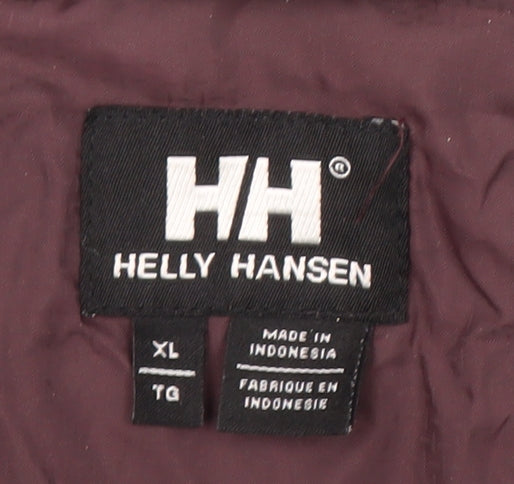 HH®
HELLY HANSEN
XL
TG
MADE IN
INDONESIA
FABRIQUE EN
INDONESIE